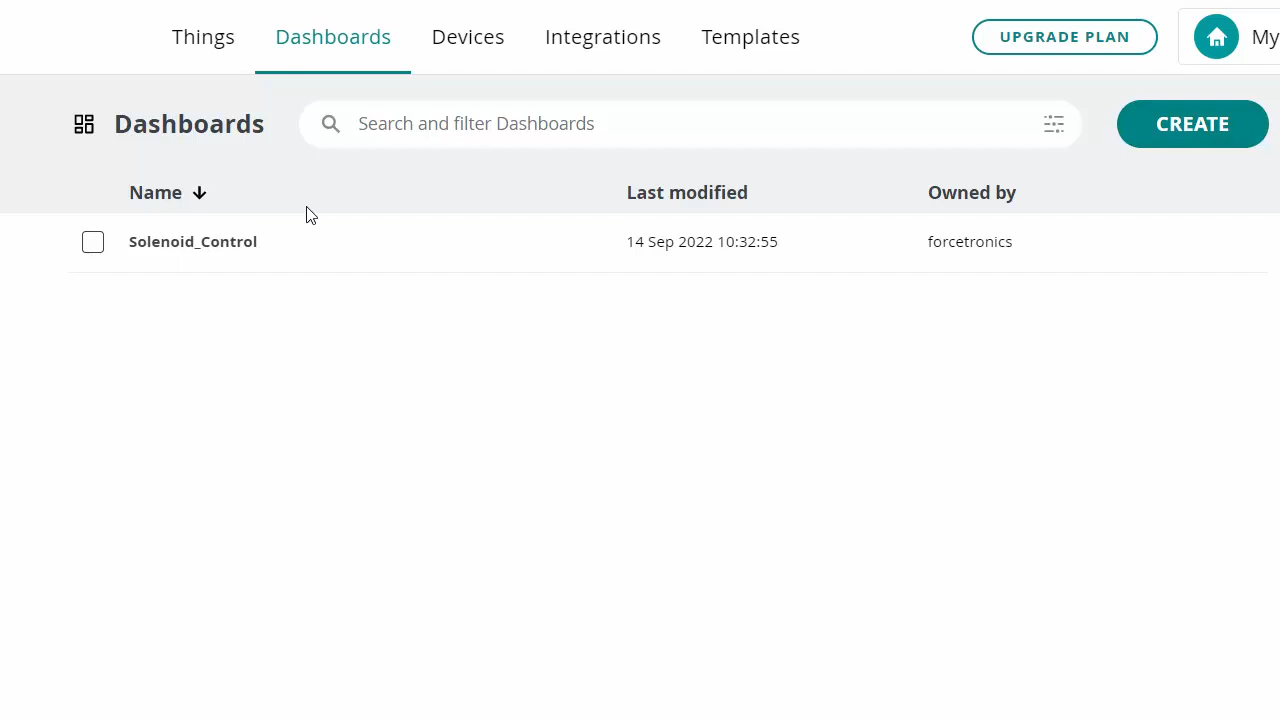 Things Dashboards Devices Integrations Templates UPGRADE PLAN My
Dashboards Search and filter Dashboards CREATE
Name Last modified Owned by
Solenoid_Control 14 Sep 2022 10:32:55 forcetronics